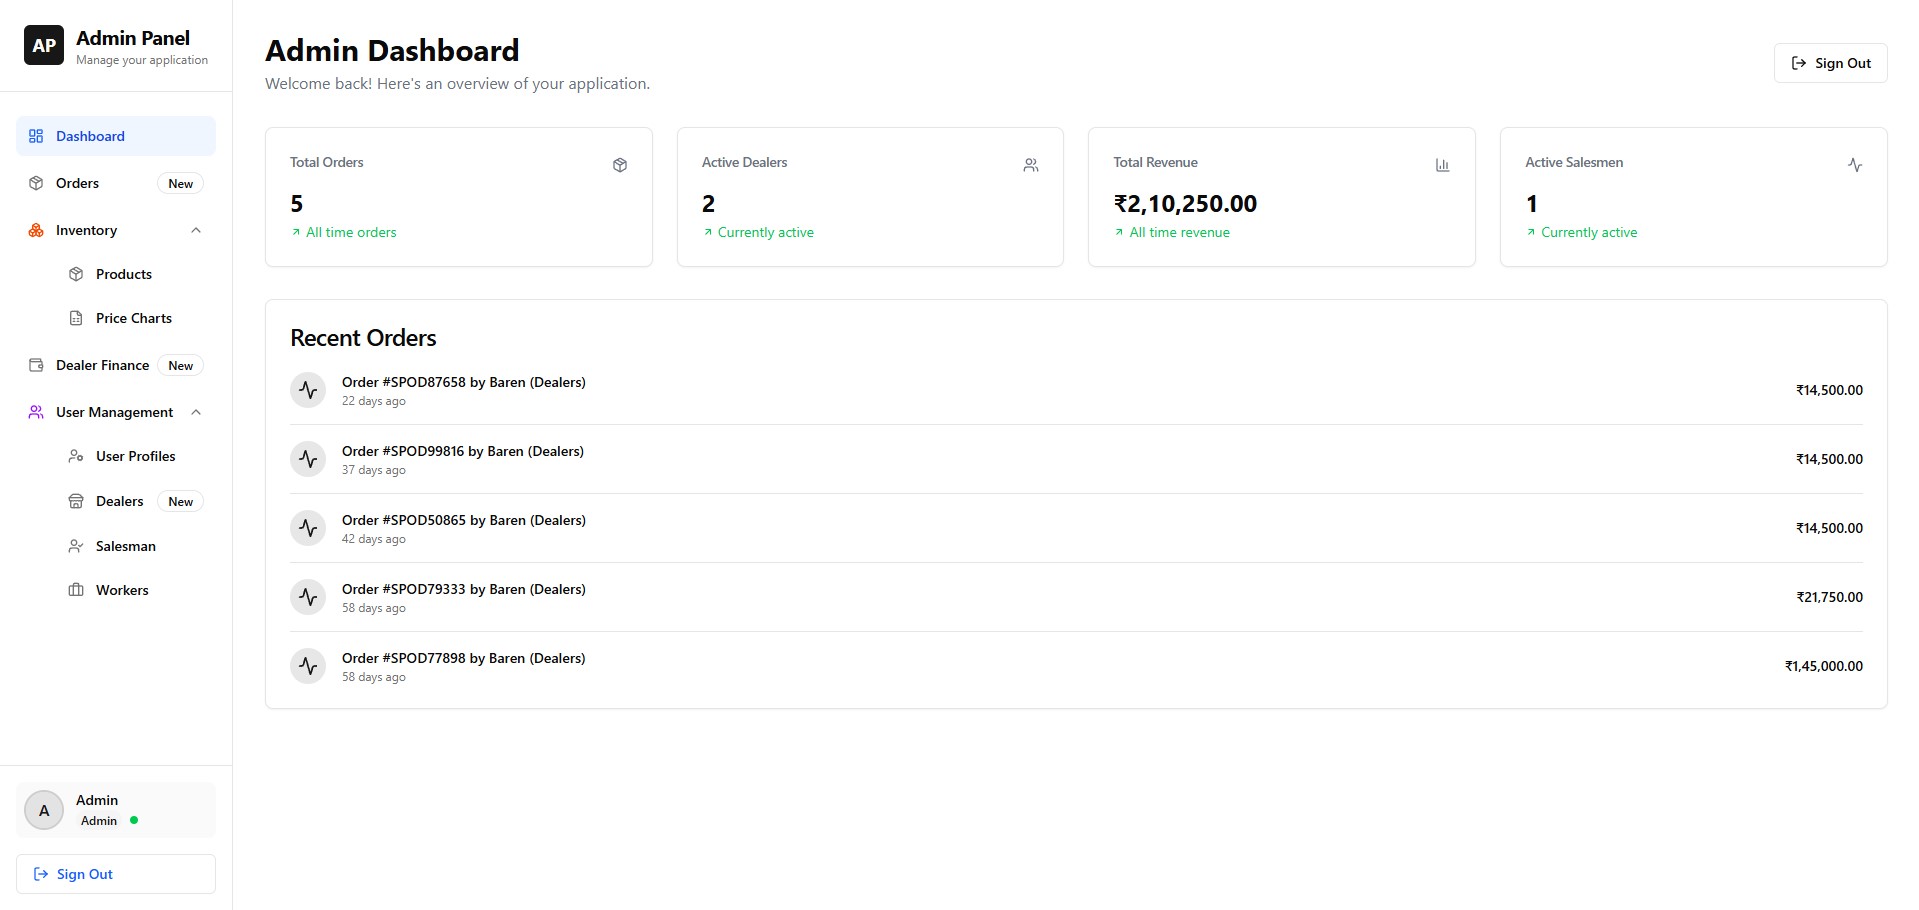 AP
Admin Panel
Manage your application
Dashboard
Orders New
Inventory
Products
Price Charts
Dealer Finance New
User Management
User Profiles
Dealers New
Salesman
Workers
A
Admin
Admin
Sign Out
Admin Dashboard
Welcome back! Here's an overview of your application.
Sign Out
Total Orders
5
All time orders
Active Dealers
2
Currently active
Total Revenue
₹2,10,250.00
All time revenue
Active Salesmen
1
Currently active
Recent Orders
Order #SPOD87658 by Baren (Dealers)
22 days ago
₹14,500.00
Order #SPOD99816 by Baren (Dealers)
37 days ago
₹14,500.00
Order #SPOD50865 by Baren (Dealers)
42 days ago
₹14,500.00
Order #SPOD79333 by Baren (Dealers)
58 days ago
₹21,750.00
Order #SPOD77898 by Baren (Dealers)
58 days ago
₹1,45,000.00